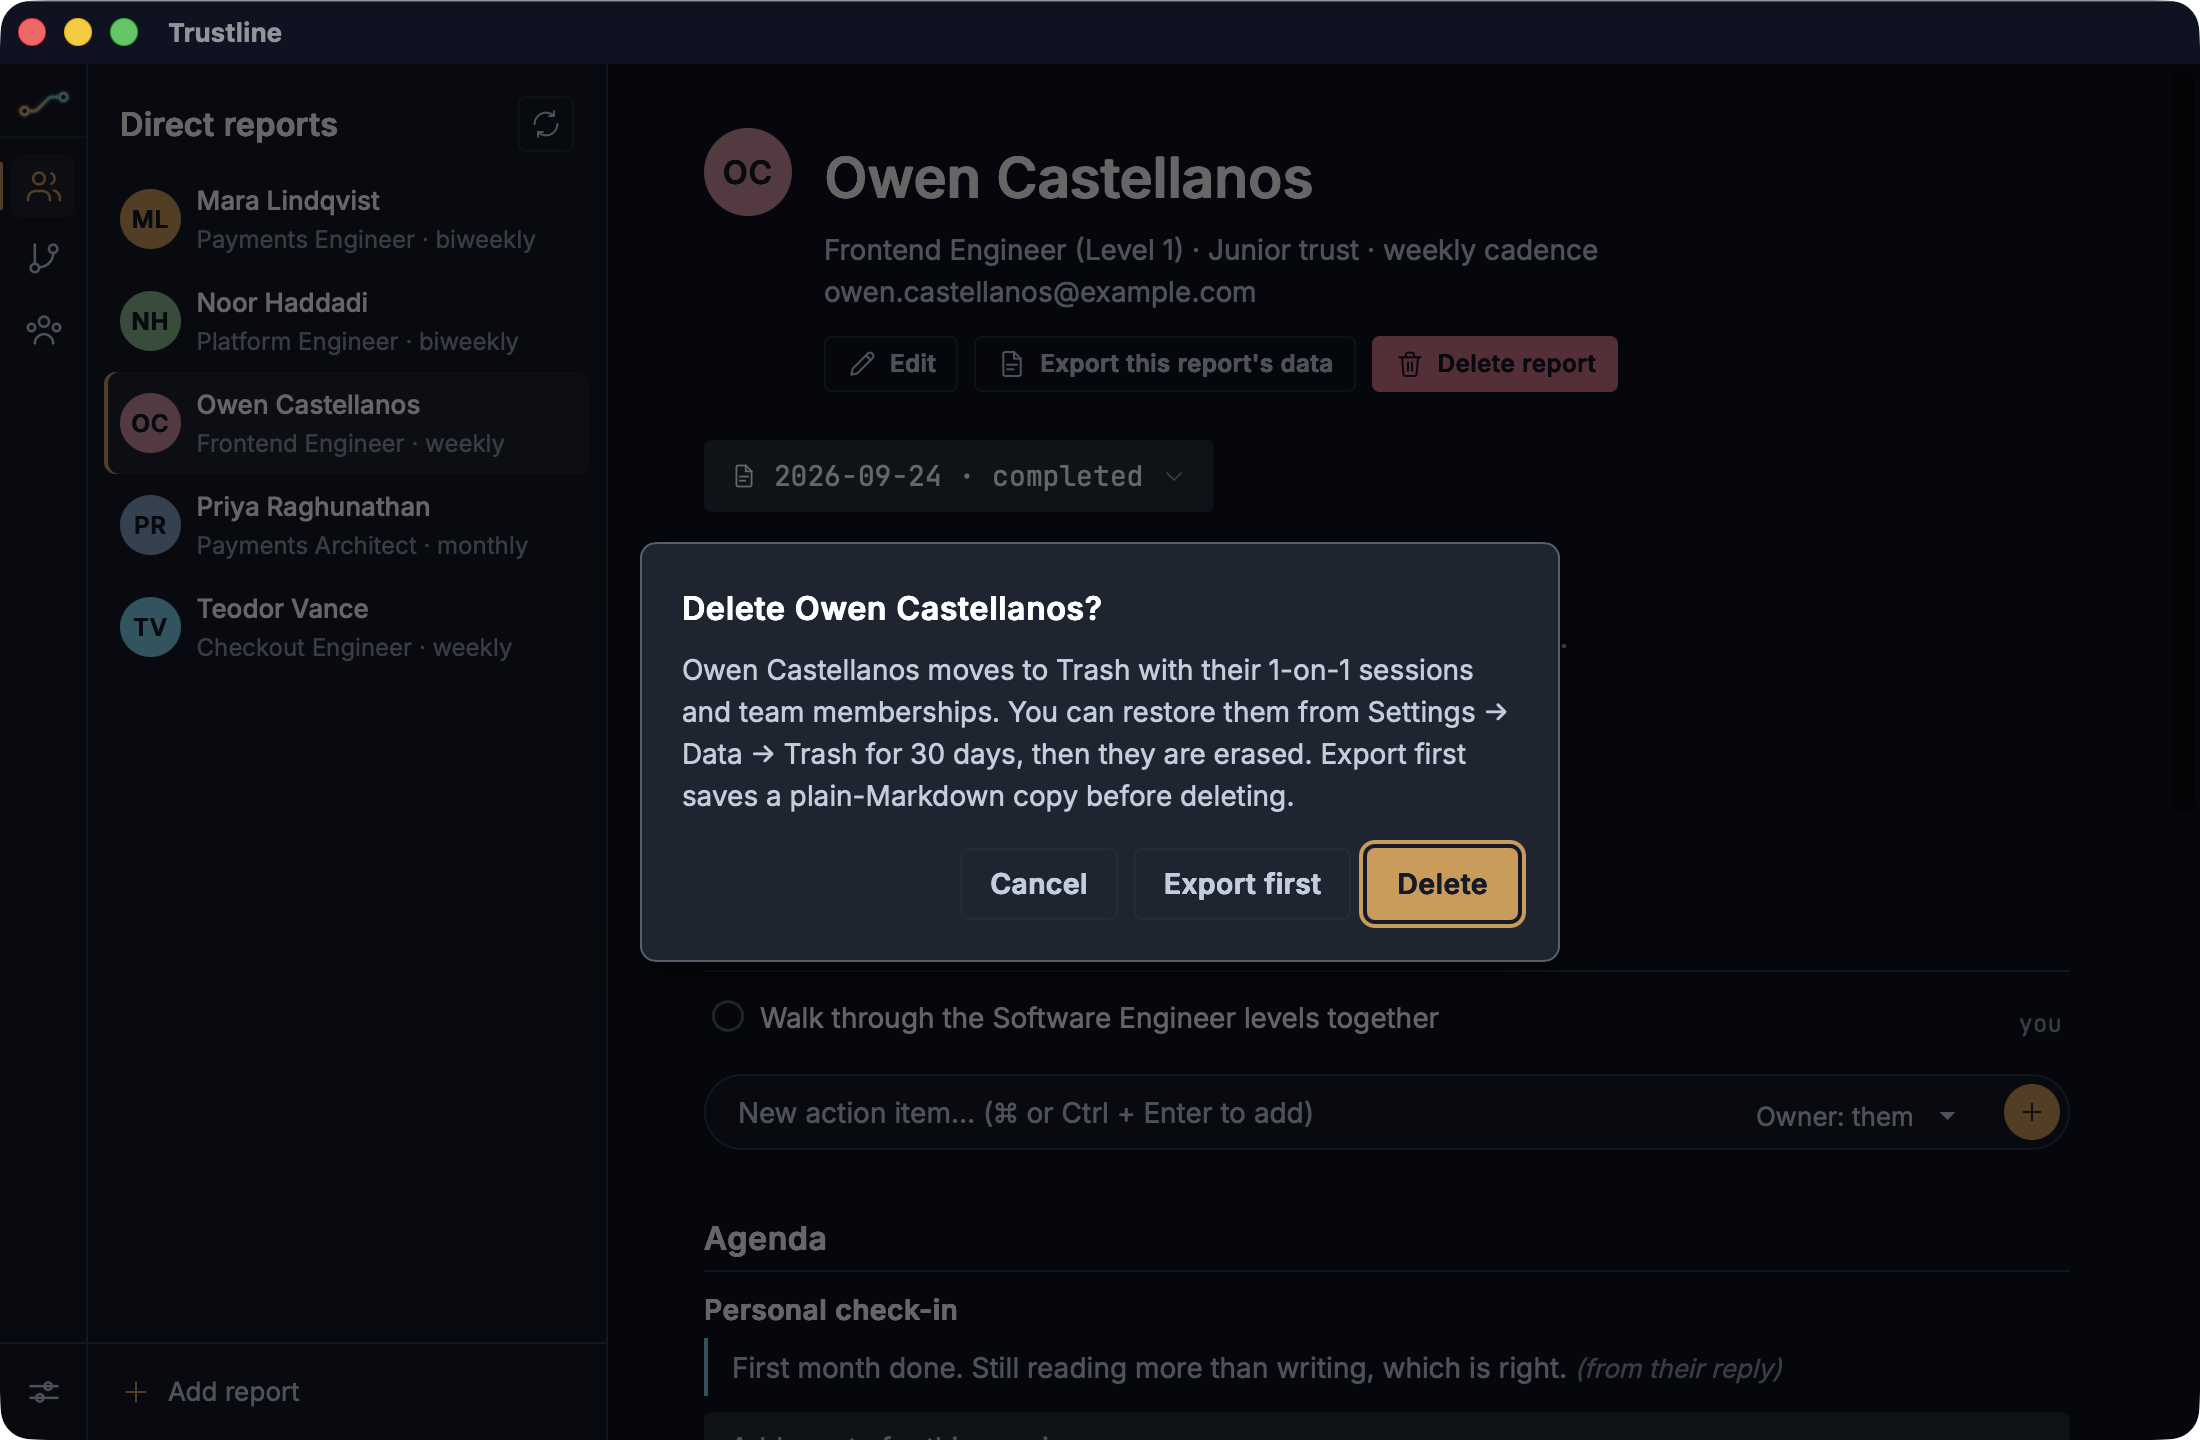 Trustline
Direct reports
ML
Mara Lindqvist
Payments Engineer · biweekly
NH
Noor Haddadi
Platform Engineer · biweekly
OC
Owen Castellanos
Frontend Engineer · weekly
PR
Priya Raghunathan
Payments Architect · monthly
TV
Teodor Vance
Checkout Engineer · weekly
Add report
OC
Owen Castellanos
Frontend Engineer (Level 1) · Junior trust · weekly cadence
owen.castellanos@example.com
Edit
Export this report's data
Delete report
2026-09-24 · completed
Delete Owen Castellanos?
Owen Castellanos moves to Trash with their 1-on-1 sessions
and team memberships. You can restore them from Settings →
Data → Trash for 30 days, then they are erased. Export first
saves a plain-Markdown copy before deleting.
Cancel
Export first
Delete
Walk through the Software Engineer levels together
you
New action item... (⌘ or Ctrl + Enter to add)
Owner: them
Agenda
Personal check-in
First month done. Still reading more than writing, which is right. (from their reply)